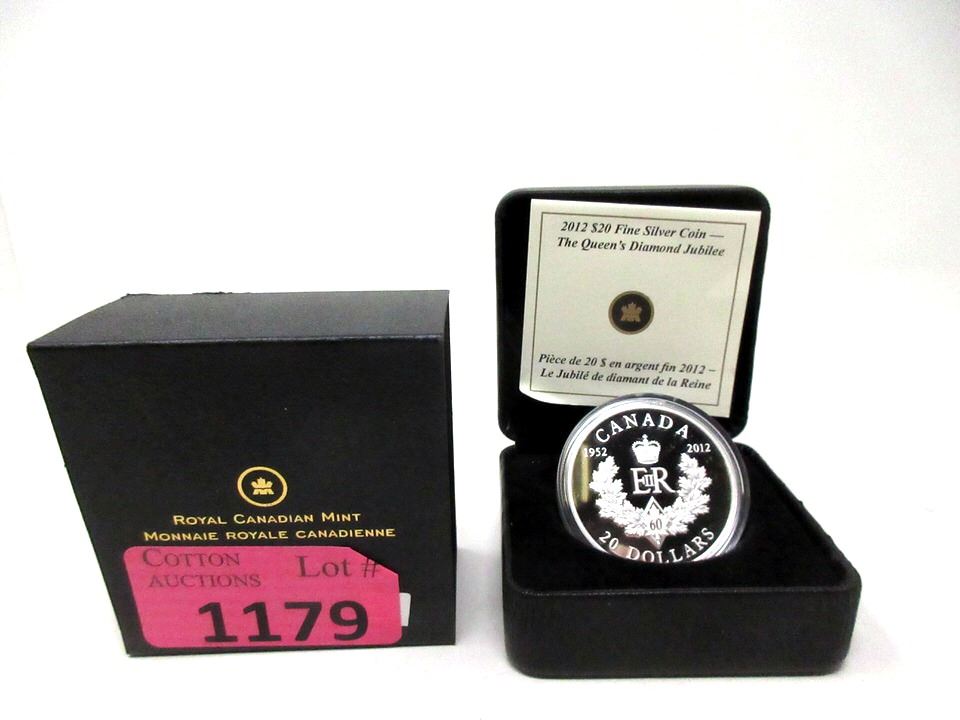 2012 $20 Fine Silver Coin —
The Queen's Diamond Jubilee
Pièce de 20 $ en argent fin 2012 –
Le Jubilé de diamant de la Reine
CANADA
1952 2012
EIIR
60
20 DOLLARS
ROYAL CANADIAN MINT
MONNAIE ROYALE CANADIENNE
COTTON
AUCTIONS
Lot #
1179